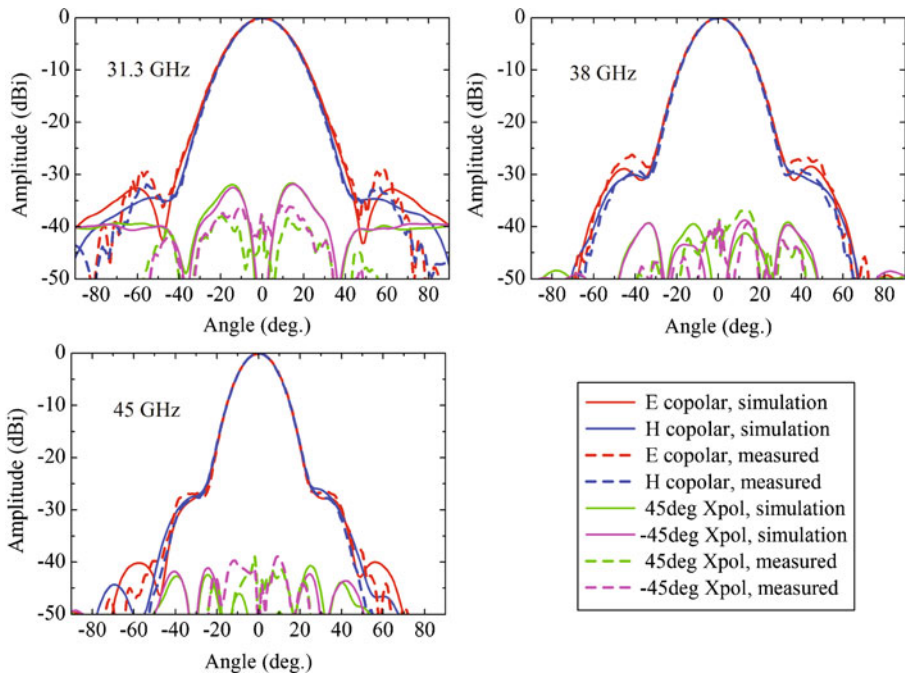 0
-10
-20
-30
-40
-50
Amplitude (dBi)
31.3 GHz
-80 -60 -40 -20 0 20 40 60 80
Angle (deg.)
0
-10
-20
-30
-40
-50
Amplitude (dBi)
38 GHz
-80 -60 -40 -20 0 20 40 60 80
Angle (deg.)
0
-10
-20
-30
-40
-50
Amplitude (dBi)
45 GHz
-80 -60 -40 -20 0 20 40 60 80
Angle (deg.)
E copolar, simulation
H copolar, simulation
E copolar, measured
H copolar, measured
45deg Xpol, simulation
-45deg Xpol, simulation
45deg Xpol, measured
-45deg Xpol, measured